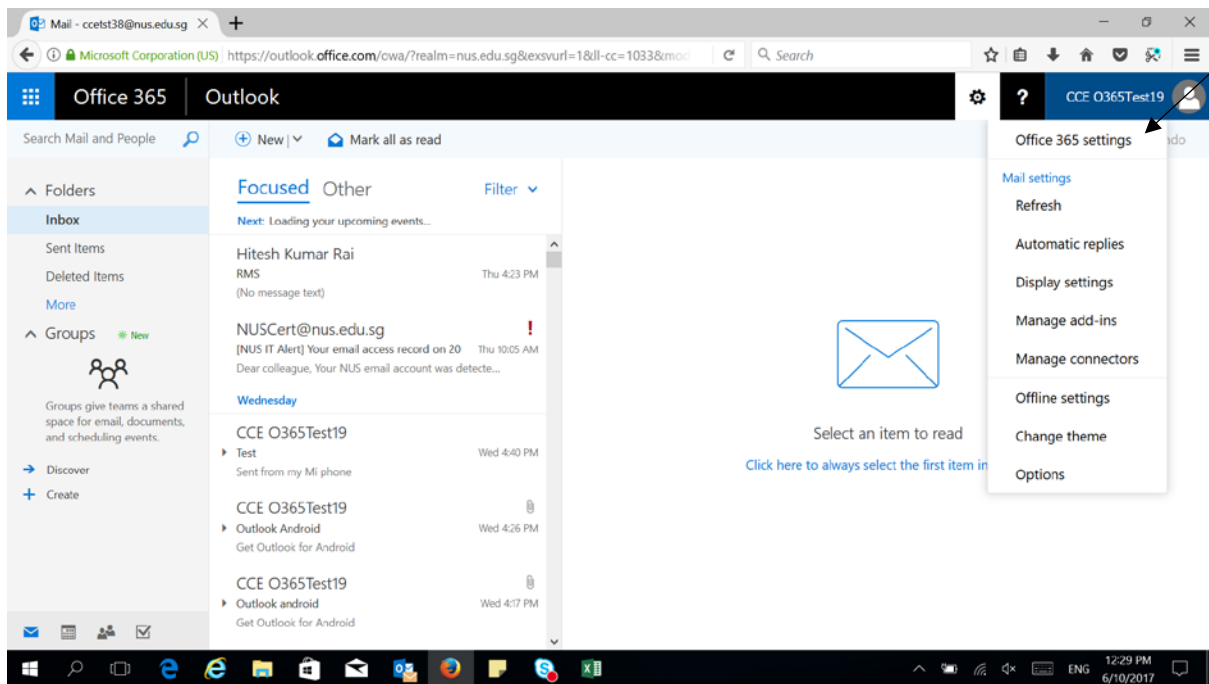 Mail - ccetst38@nus.edu.sg
Microsoft Corporation (US) https://outlook.office.com/owa/?realm=nus.edu.sg&exsvurl=1&ll-cc=1033&mod
Search
Office 365
Outlook
?
CCE O365Test19
Search Mail and People
New
Mark all as read
Folders
Inbox
Sent Items
Deleted Items
More
Groups
New
Groups give teams a shared
space for email, documents,
and scheduling events.
Discover
Create
Focused Other
Filter
Next: Loading your upcoming events...
Hitesh Kumar Rai
RMS Thu 4:23 PM
(No message text)
NUSCert@nus.edu.sg !
[NUS IT Alert] Your email access record on 20 Thu 10:05 AM
Dear colleague, Your NUS email account was detecte...
Wednesday
CCE O365Test19
Test Wed 4:40 PM
Sent from my Mi phone
CCE O365Test19
Outlook Android Wed 4:26 PM
Get Outlook for Android
CCE O365Test19
Outlook android Wed 4:17 PM
Get Outlook for Android
Select an item to read
Click here to always select the first item in
Office 365 settings
Mail settings
Refresh
Automatic replies
Display settings
Manage add-ins
Manage connectors
Offline settings
Change theme
Options
ENG
12:29 PM
6/10/2017